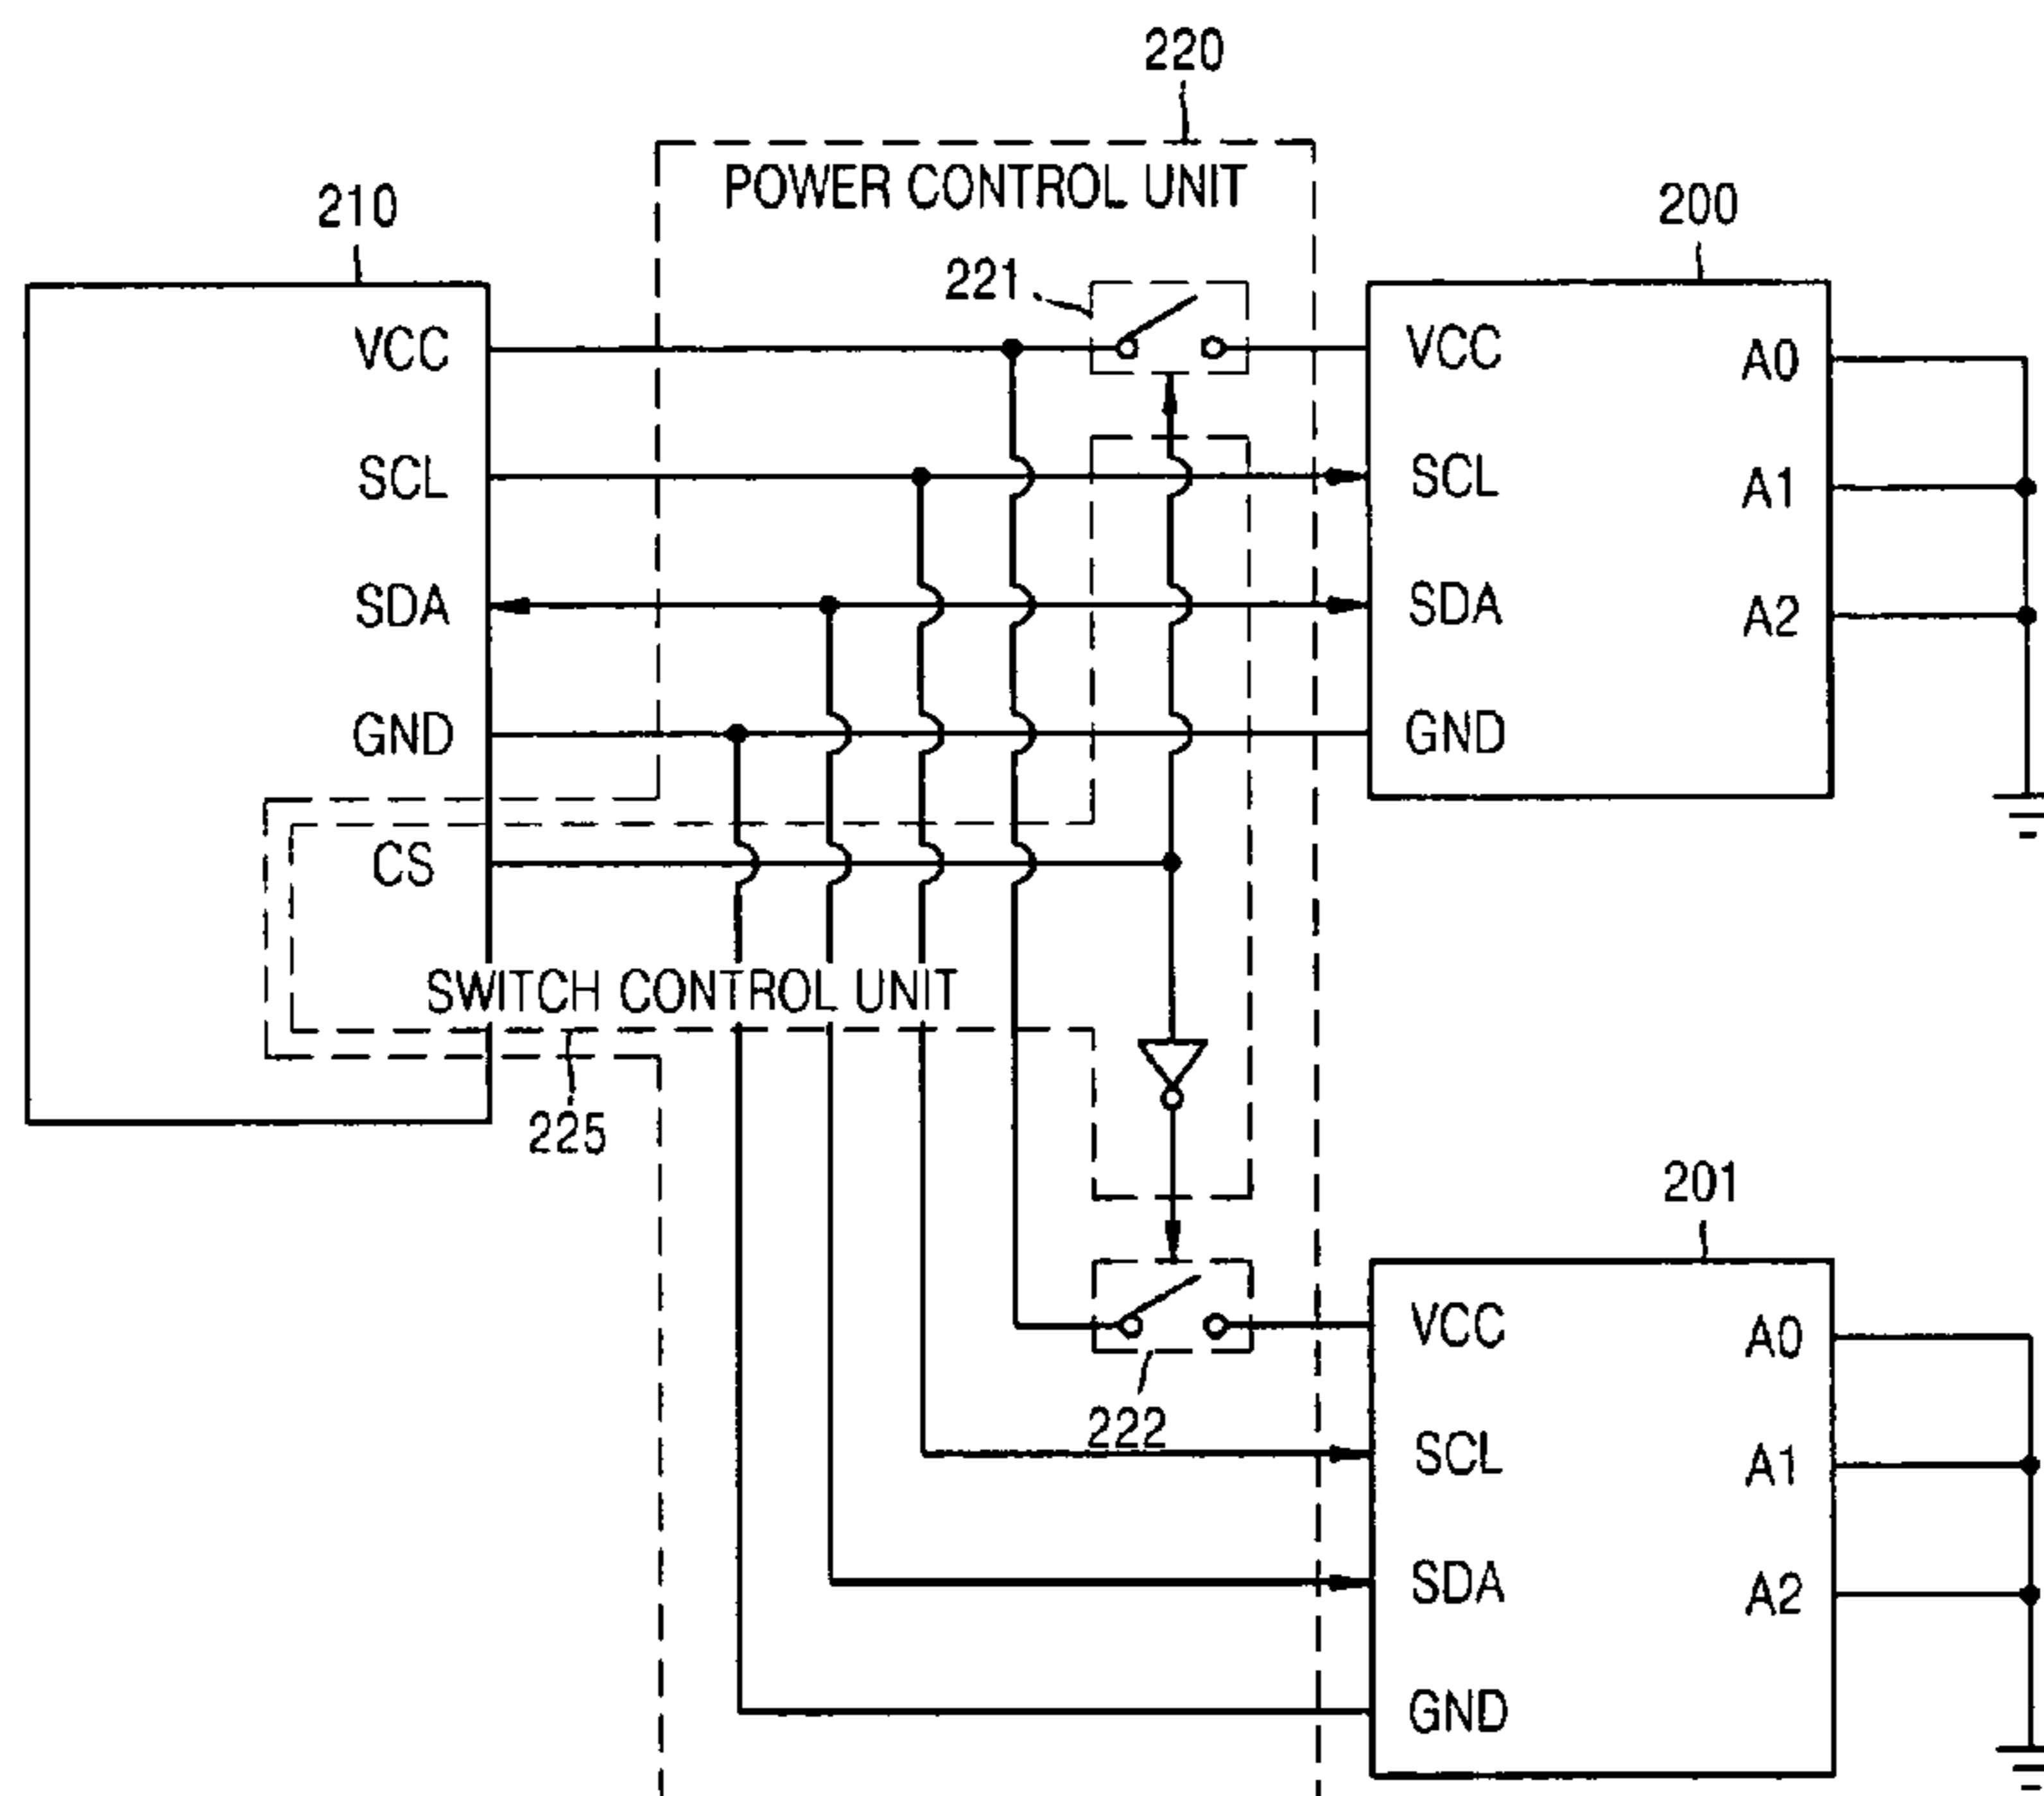 220
POWER CONTROL UNIT
210
200
221
VCC
VCC
A0
SCL
SCL
A1
SDA
SDA
A2
GND
GND
CS
SWITCH CONTROL UNIT
225
201
VCC
A0
222
SCL
A1
SDA
A2
GND